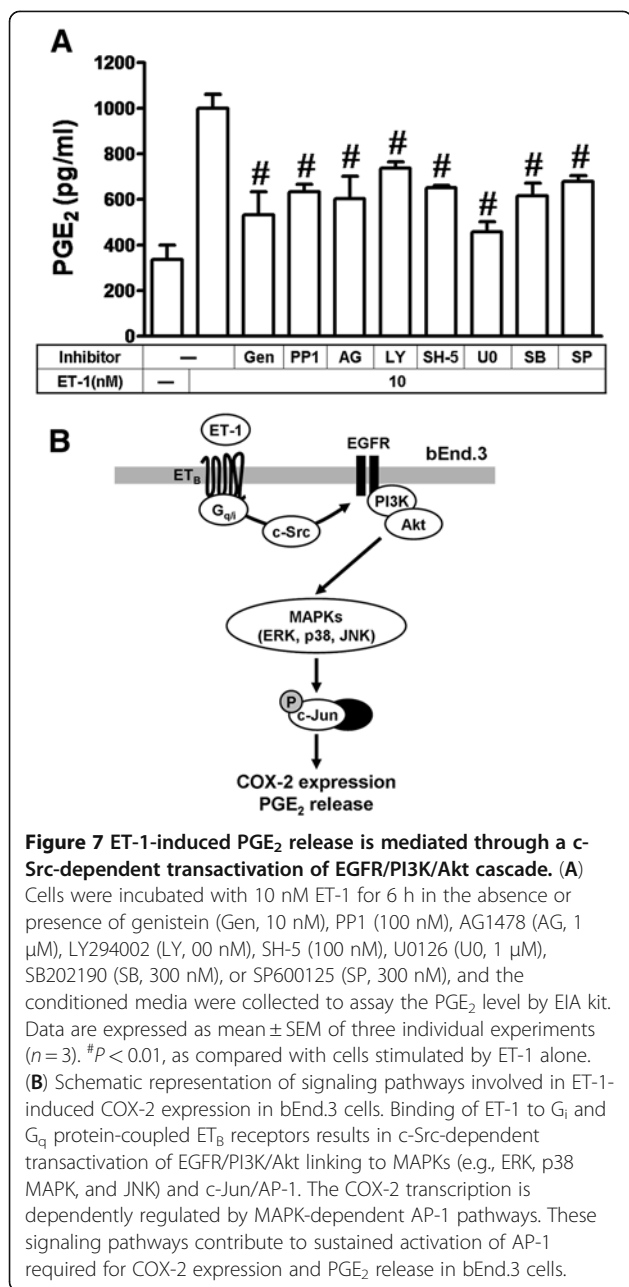 A
PGE₂ (pg/ml)
1200
1000
800
600
400
200
0
# # # # # # # #
Inhibitor — Gen PP1 AG LY SH-5 U0 SB SP
ET-1(nM) — 10
B
ET-1
EGFR
bEnd.3
ET_B
PI3K
G_q/i
Akt
c-Src
MAPKs
(ERK, p38, JNK)
P
c-Jun
COX-2 expression
PGE₂ release
Figure 7 ET-1-induced PGE₂ release is mediated through a c-
Src-dependent transactivation of EGFR/PI3K/Akt cascade. (A)
Cells were incubated with 10 nM ET-1 for 6 h in the absence or
presence of genistein (Gen, 10 nM), PP1 (100 nM), AG1478 (AG, 1
μM), LY294002 (LY, 00 nM), SH-5 (100 nM), U0126 (U0, 1 μM),
SB202190 (SB, 300 nM), or SP600125 (SP, 300 nM), and the
conditioned media were collected to assay the PGE₂ level by EIA kit.
Data are expressed as mean ± SEM of three individual experiments
(n = 3). #P < 0.01, as compared with cells stimulated by ET-1 alone.
(B) Schematic representation of signaling pathways involved in ET-1-
induced COX-2 expression in bEnd.3 cells. Binding of ET-1 to Gᵢ and
G_q protein-coupled ET_B receptors results in c-Src-dependent
transactivation of EGFR/PI3K/Akt linking to MAPKs (e.g., ERK, p38
MAPK, and JNK) and c-Jun/AP-1. The COX-2 transcription is
dependently regulated by MAPK-dependent AP-1 pathways. These
signaling pathways contribute to sustained activation of AP-1
required for COX-2 expression and PGE₂ release in bEnd.3 cells.